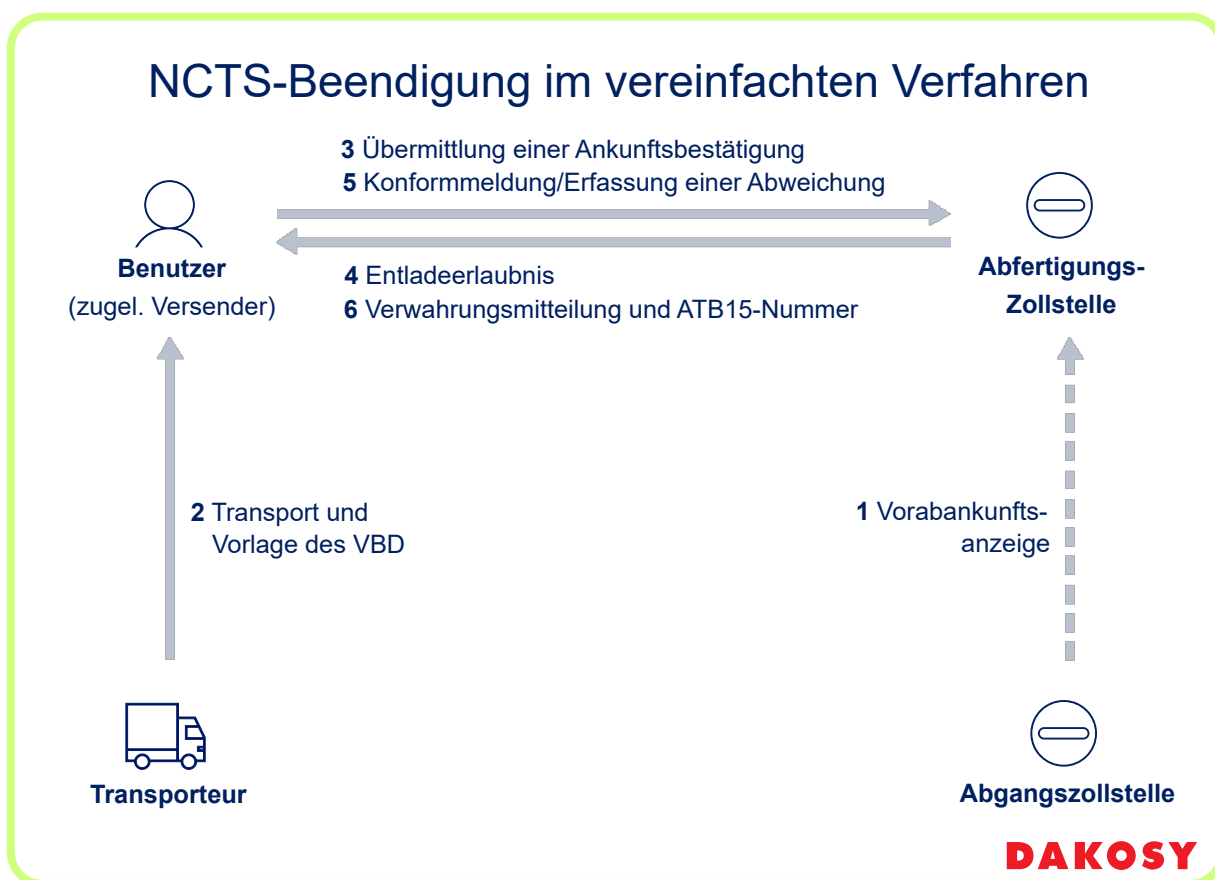 NCTS-Beendigung im vereinfachten Verfahren
3 Übermittlung einer Ankunftsbestätigung
5 Konformmeldung/Erfassung einer Abweichung
Benutzer
(zugel. Versender)
4 Entladeerlaubnis
6 Verwahrungsmitteilung und ATB15-Nummer
Abfertigungs-
Zollstelle
2 Transport und
Vorlage des VBD
1 Vorabankunfts-
anzeige
Transporteur
Abgangszollstelle
DAKOSY